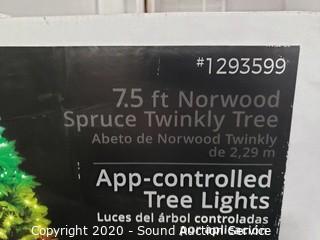 #1293599
7.5 ft Norwood
Spruce Twinkly Tree
Abeto de Norwood Twinkly
de 2,29 m
App-controlled
Tree Lights
Luces del árbol controladas
Copyright 2020 - Sound Auction Service